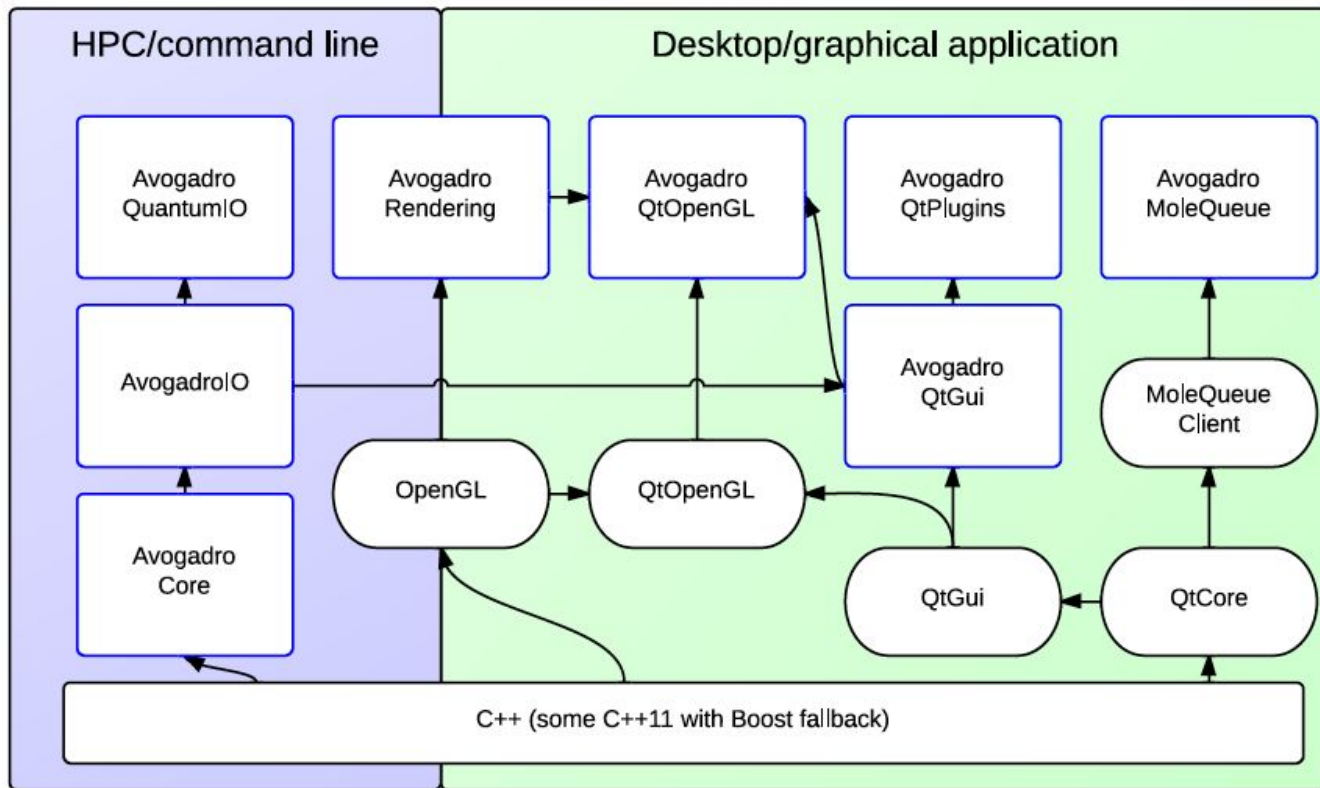 HPC/command line
Desktop/graphical application
Avogadro
QuantumIO
Avogadro
Rendering
Avogadro
QtOpenGL
Avogadro
QtPlugins
Avogadro
MoleQueue
AvogadroIO
Avogadro
QtGui
MoleQueue
Client
OpenGL
QtOpenGL
Avogadro
Core
QtGui
QtCore
C++ (some C++11 with Boost fallback)